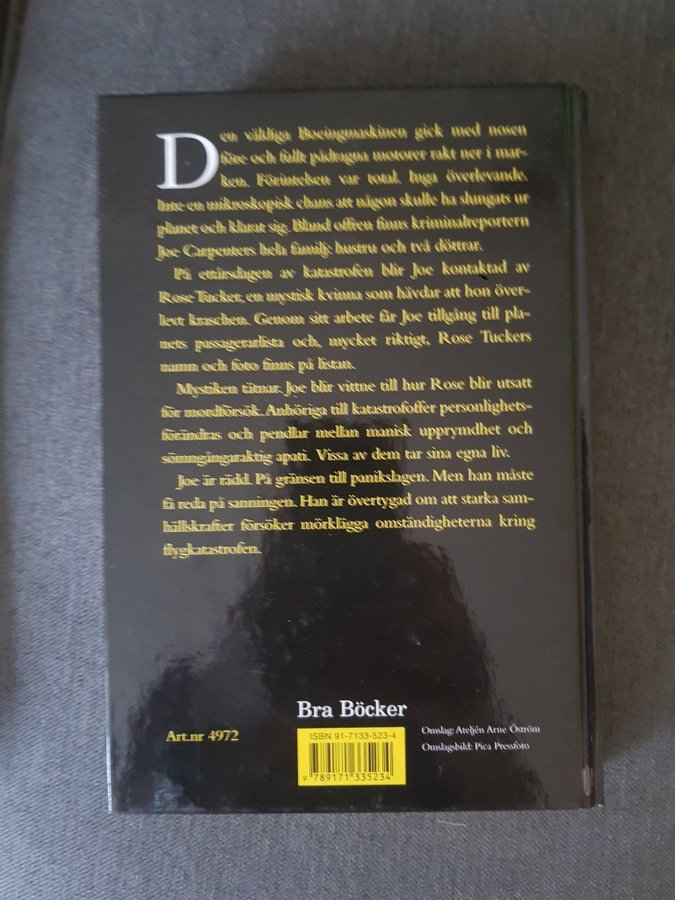 Den väldiga Boeingmaskinen gick med nosen
före och fullt pådragna motorer rakt ner i mar-
ken. Förintelsen var total. Inga överlevande.
Inte en mikroskopisk chans att någon skulle ha slungats ur
planet och klarat sig. Bland offren finns kriminalreportern
Joe Carpenters hela familj: hustru och två döttrar.
På ettårsdagen av katastrofen blir Joe kontaktad av
Rose Tucker, en mystisk kvinna som hävdar att hon över-
levt kraschen. Genom sitt arbete får Joe tillgång till pla-
nets passagerarlista och, mycket riktigt, Rose Tuckers
namn och foto finns på listan.
Mystiken tätnar. Joe blir vittne till hur Rose blir utsatt
för mordförsök. Anhöriga till katastrofoffer personlighets-
förändras och pendlar mellan manisk upprymdhet och
sömngångaraktig apati. Vissa av dem tar sina egna liv.
Joe är rädd. På gränsen till panikslagen. Men han måste
få reda på sanningen. Han är övertygad om att starka sam-
hällskrafter försöker mörklägga omständigheterna kring
flygkatastrofen.
Bra Böcker
Art.nr 4972
ISBN 91-7133-523-4
9 789171 335234
Omslag: Ateljén Arne Öström
Omslagsbild: Pica Pressfoto